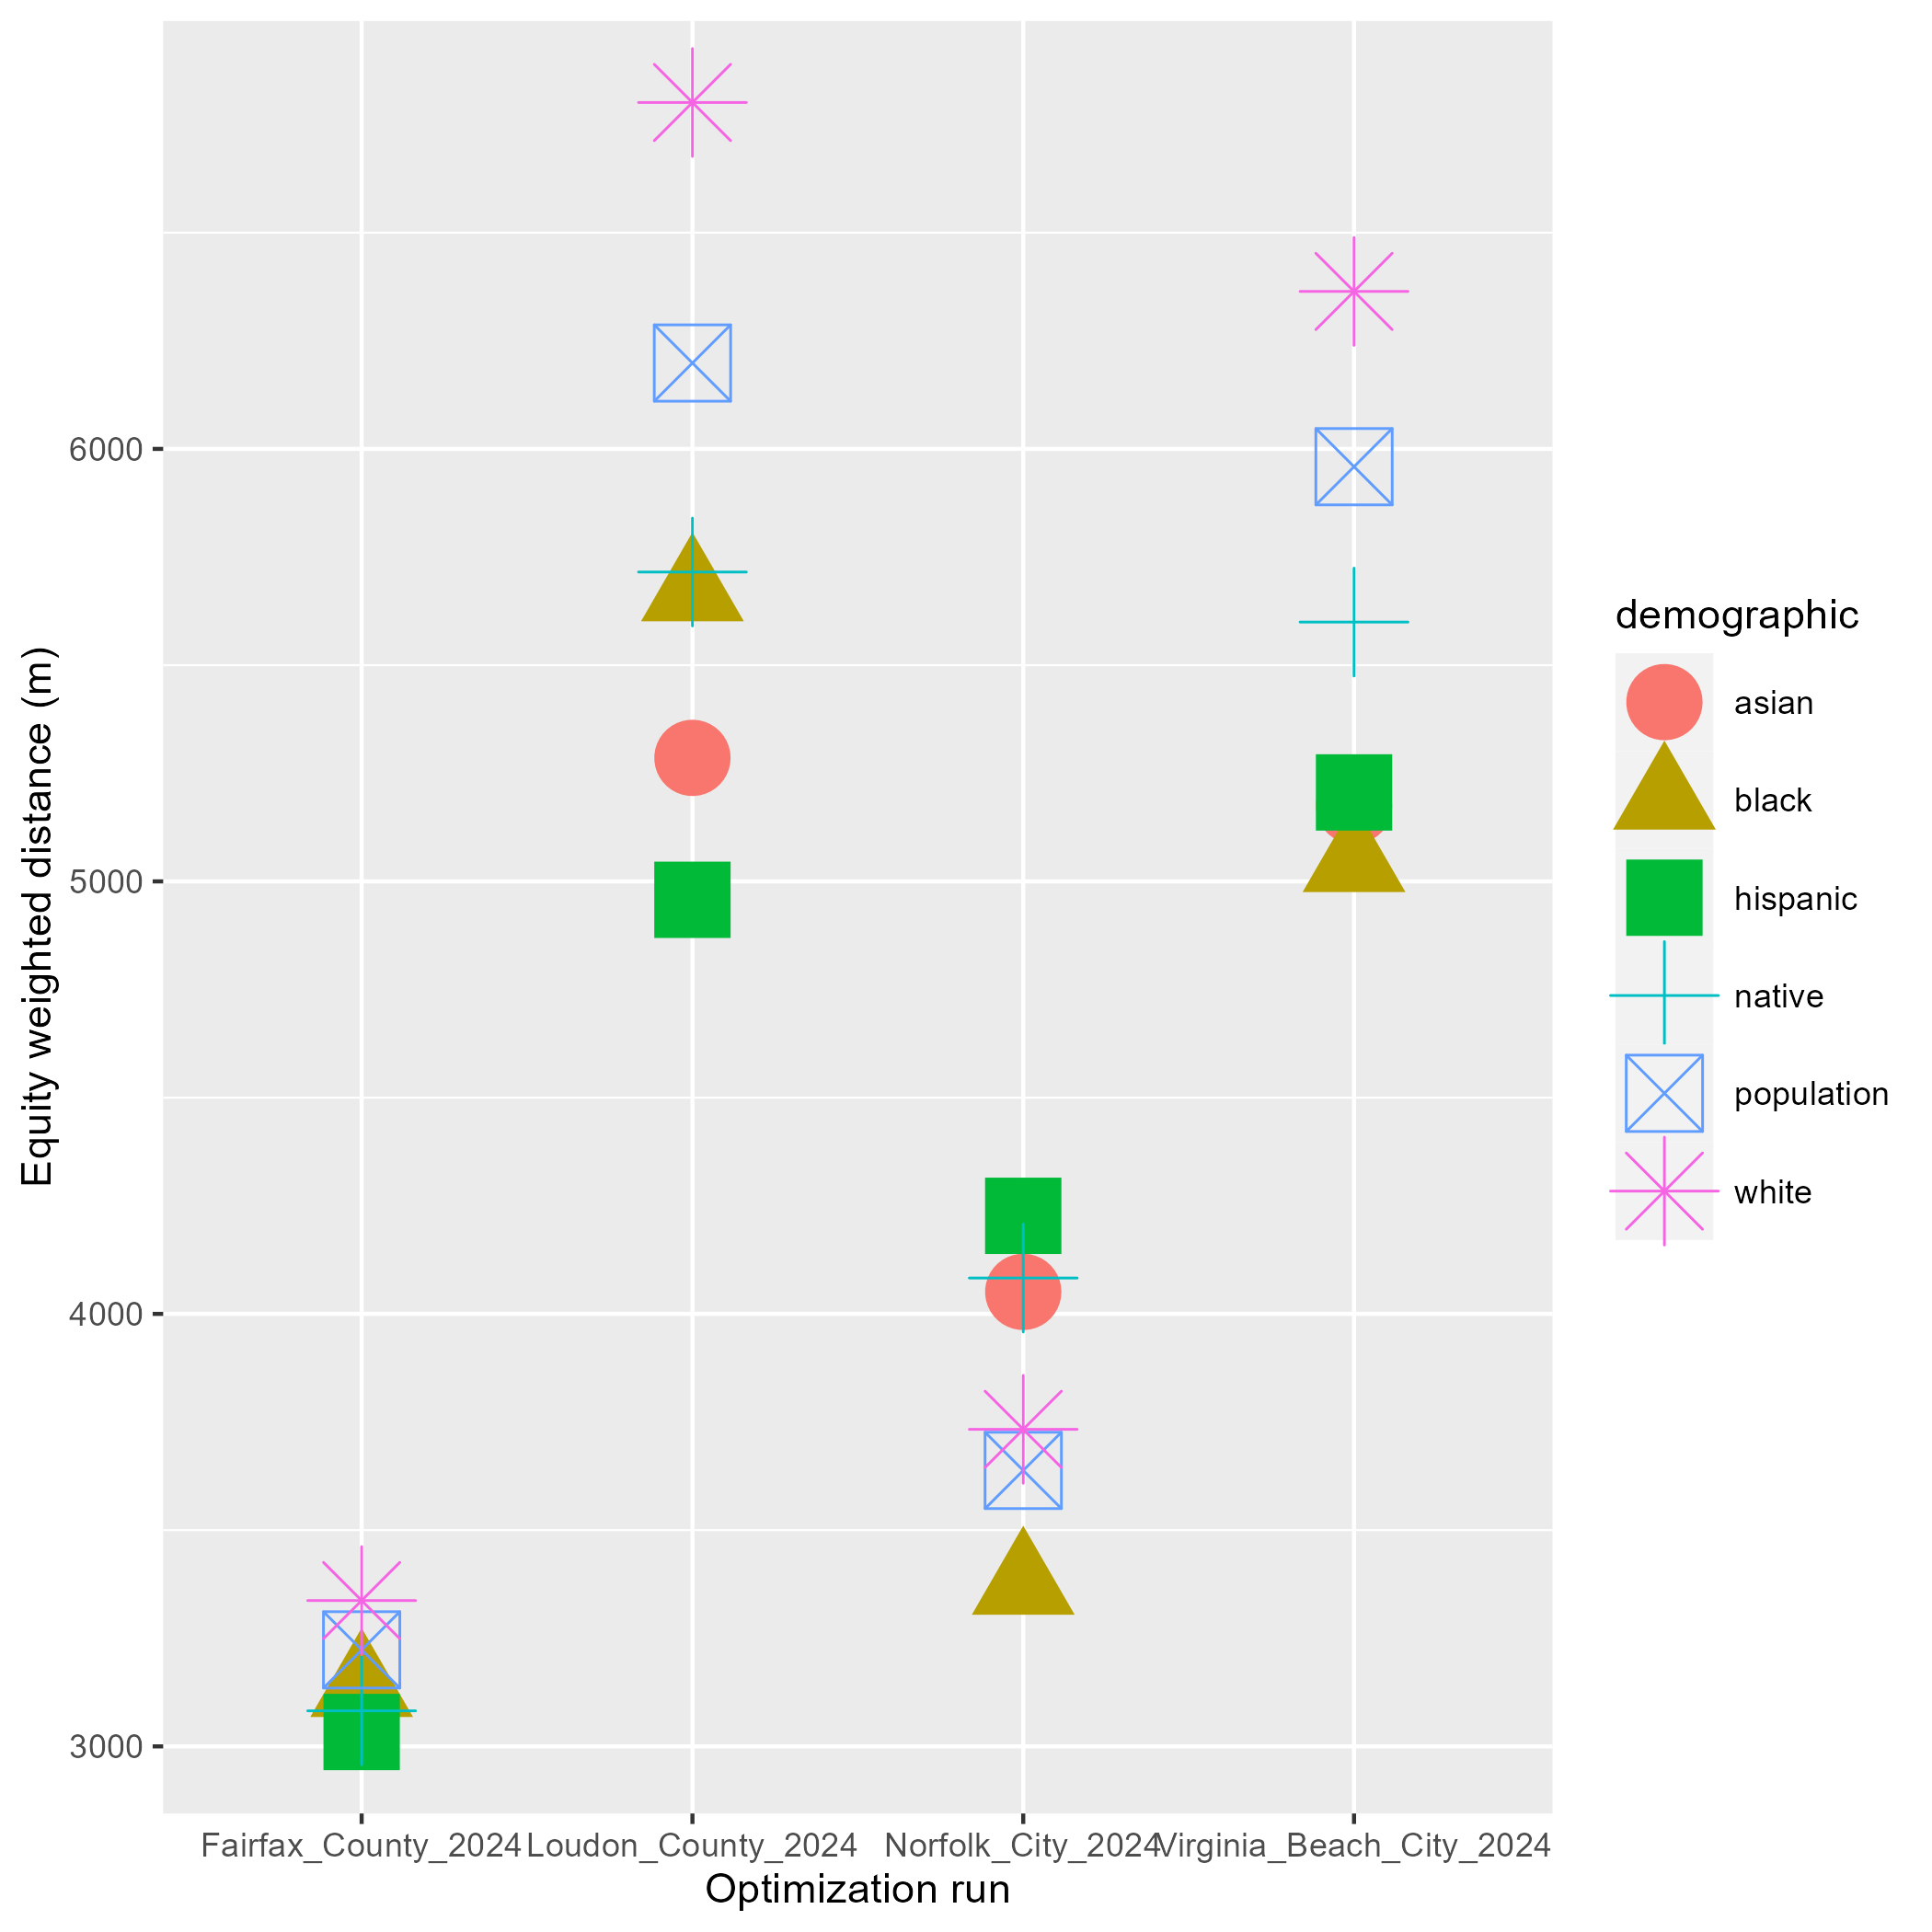 Equity weighted distance (m)
6000
5000
4000
3000
Fairfax_County_2024
Loudon_County_2024
Norfolk_City_2024
Virginia_Beach_City_2024
Optimization run
demographic
asian
black
hispanic
native
population
white